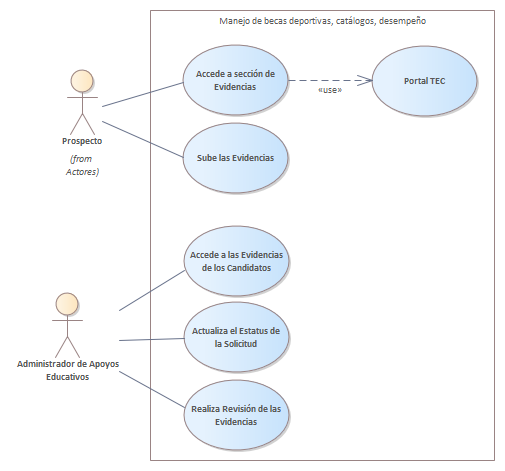 Manejo de becas deportivas, catálogos, desempeño
Accede a sección de
Evidencias
«use»
Portal TEC
Prospecto
(from
Actores)
Sube las Evidencias
Accede a las Evidencias
de los Candidatos
Actualiza el Estatus de
la Solicitud
Administrador de Apoyos
Educativos
Realiza Revisión de las
Evidencias